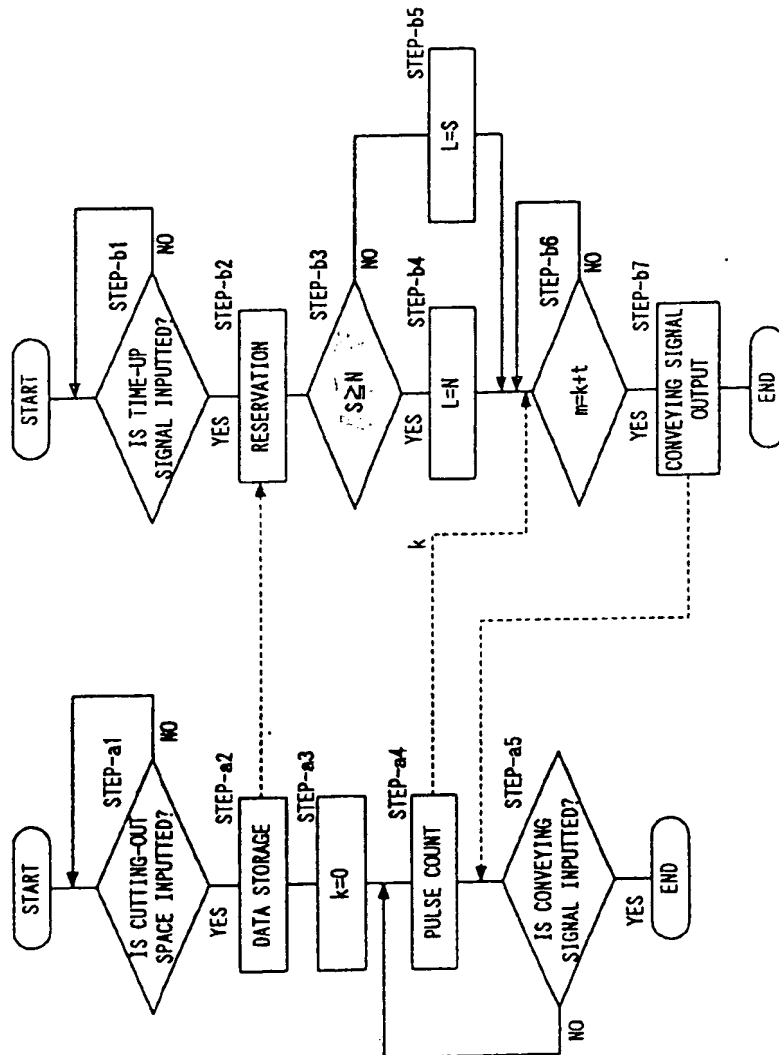 START
IS CUTTING-OUT
SPACE INPUTTED?
STEP-a1
NO
YES
STEP-a2
DATA STORAGE
STEP-a3
k=0
STEP-a4
PULSE COUNT
STEP-a5
IS CONVEYING
SIGNAL INPUTTED?
NO
YES
END
START
IS TIME-UP
SIGNAL INPUTTED?
STEP-b1
NO
YES
STEP-b2
RESERVATION
STEP-b3
S≧N
NO
YES
STEP-b4
L=N
STEP-b5
L=S
k
STEP-b6
m=k+t
NO
YES
STEP-b7
CONVEYING SIGNAL
OUTPUT
END